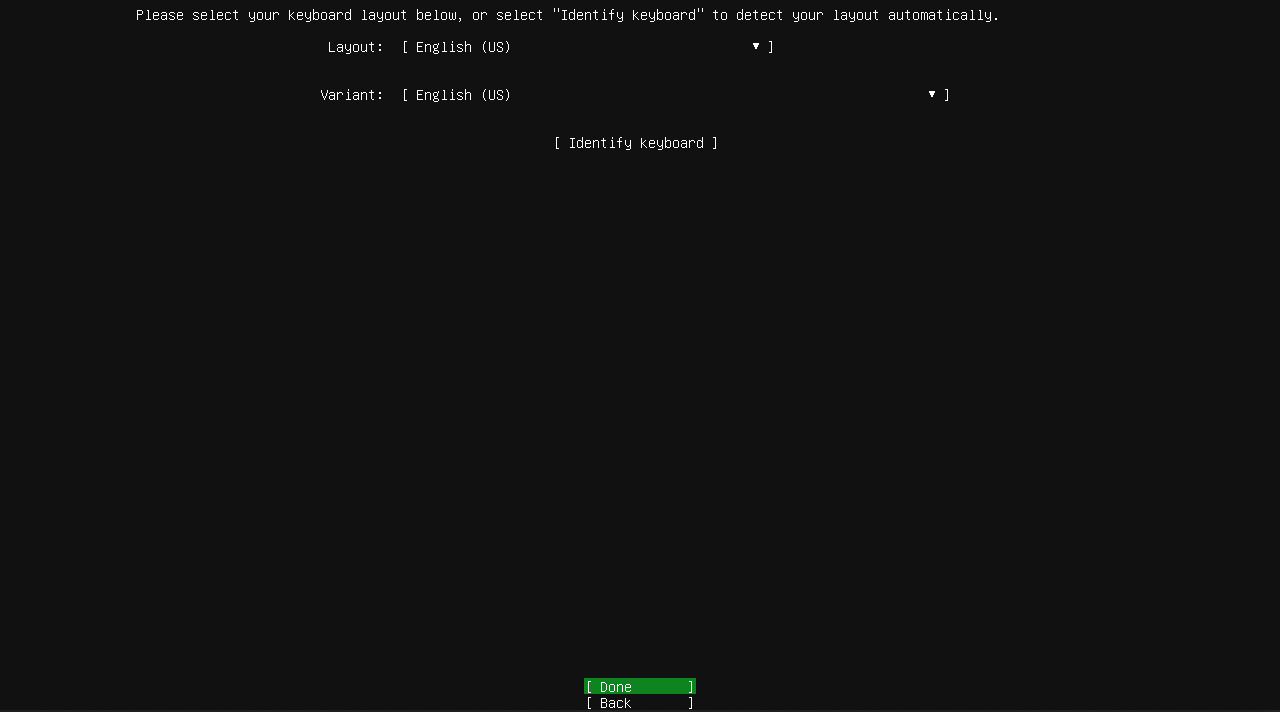 Please select your keyboard layout below, or select "Identify keyboard" to detect your layout automatically.
Layout: [ English (US) ▼ ]
Variant: [ English (US) ▼ ]
[ Identify keyboard ]
[ Done ]
[ Back ]